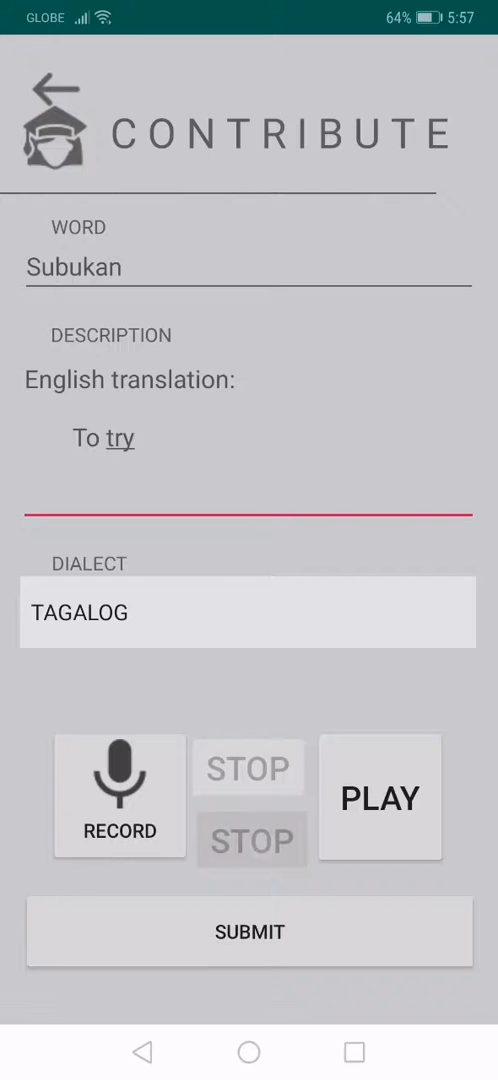 GLOBE 64% 5:57
CONTRIBUTE
WORD
Subukan
DESCRIPTION
English translation:
To try
DIALECT
TAGALOG
STOP
RECORD
PLAY
STOP
SUBMIT